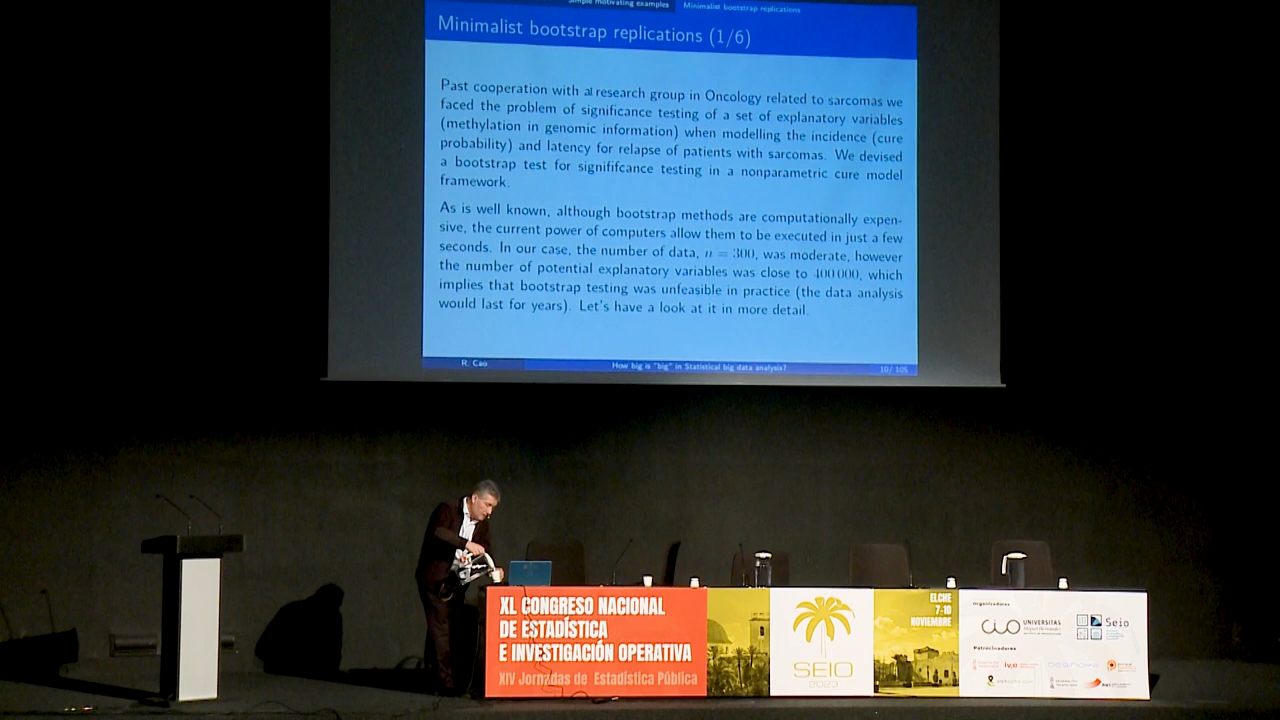 Simple motivating examples Minimalist bootstrap replications
Minimalist bootstrap replications (1/6)
Past cooperation with a research group in Oncology related to sarcomas we
faced the problem of significance testing of a set of explanatory variables
(methylation in genomic information) when modelling the incidence (cure
probability) and latency for relapse of patients with sarcomas. We devised
a bootstrap test for signififcance testing in a nonparametric cure model
framework.
As is well known, although bootstrap methods are computationally expen-
sive, the current power of computers allow them to be executed in just a few
seconds. In our case, the number of data, n = 300, was moderate, however
the number of potential explanatory variables was close to 400 000, which
implies that bootstrap testing was unfeasible in practice (the data analysis
would last for years). Let's have a look at it in more detail.
R. Cao How big is "big" in Statistical big data analysis? 10/ 105
XL CONGRESO NACIONAL
DE ESTADÍSTICA
E INVESTIGACIÓN OPERATIVA
XIV Jornadas de Estadística Pública
SEIO
2023
ELCHE
7-10
NOVIEMBRE
Organizadores
CIO UNIVERSITAS
Miguel Hernández
Seio
Patrocinadores